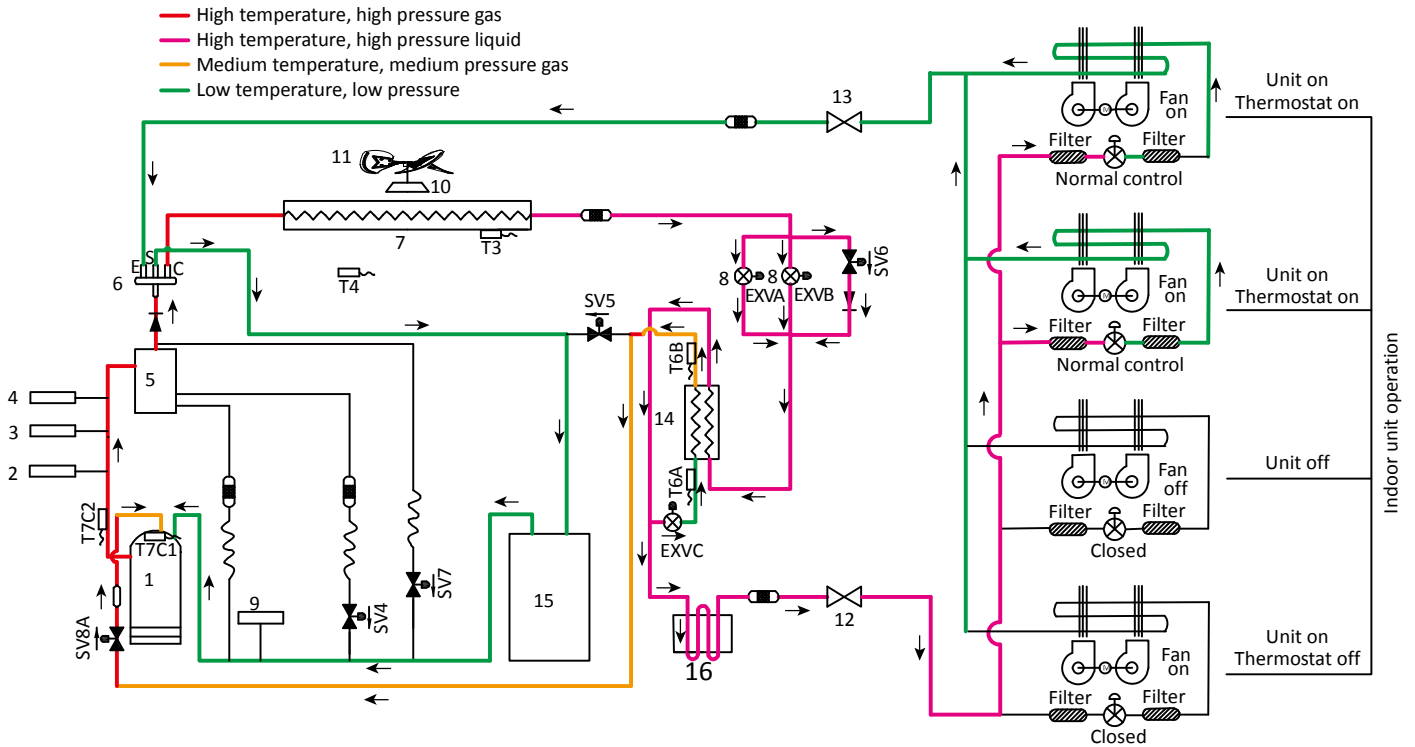 High temperature, high pressure gas
High temperature, high pressure liquid
Medium temperature, medium pressure gas
Low temperature, low pressure
13
11
10
7
T3
T4
E
S
C
6
8
EXVA
8
EXVB
SV6
SV5
T6B
14
T6A
EXVC
5
4
3
2
T7C2
T7C1
1
SV8A
9
SV4
SV7
15
16
12
Fan
on
Filter
Filter
Normal control
Unit on
Thermostat on
Fan
on
Filter
Filter
Normal control
Unit on
Thermostat on
Fan
off
Filter
Filter
Closed
Unit off
Fan
on
Filter
Filter
Closed
Unit on
Thermostat off
Indoor unit operation